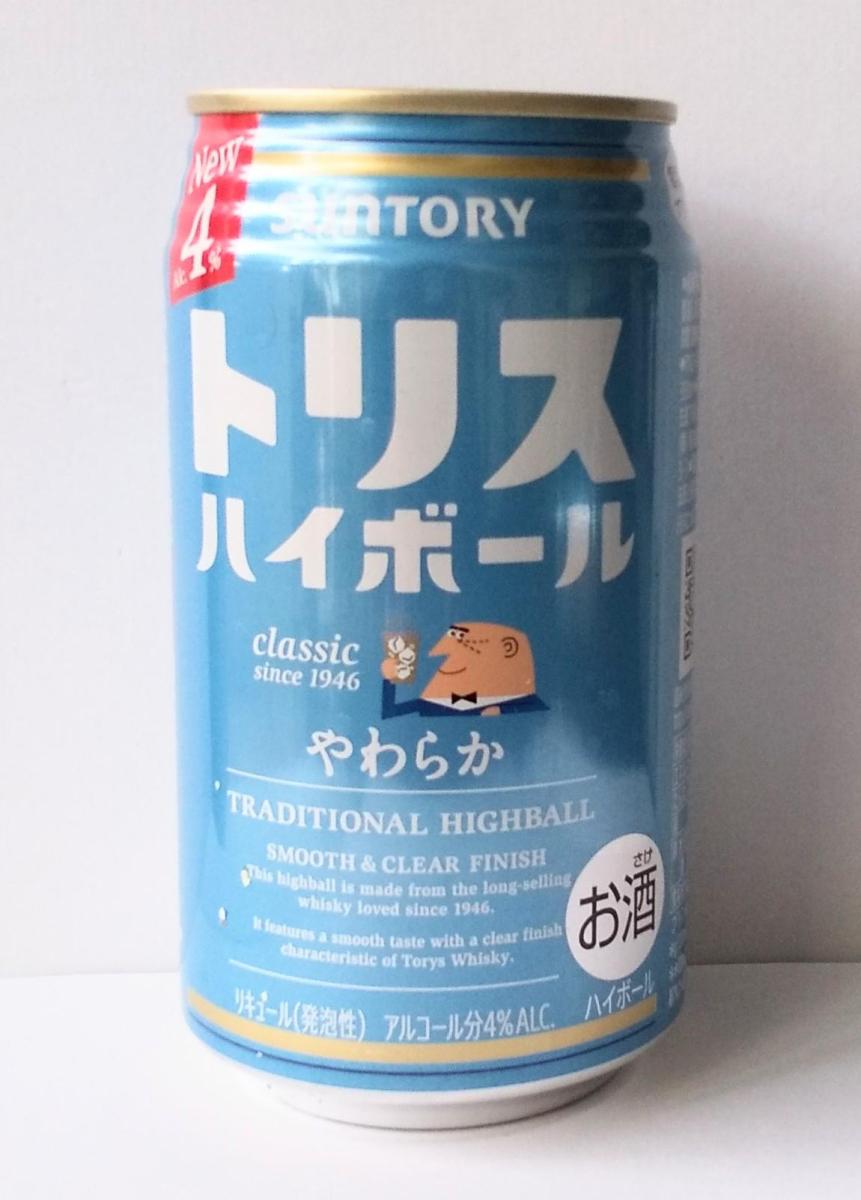 New
4
Alc. %
SUNTORY
トリス
ハイボール
classic
since 1946
やわらか
TRADITIONAL HIGHBALL
SMOOTH & CLEAR FINISH
This highball is made from the long-selling
whisky loved since 1946.
It features a smooth taste with a clear finish
characteristic of Torys Whisky.
さけ
お酒
リキュール(発泡性) アルコール分4%ALC. ハイボール